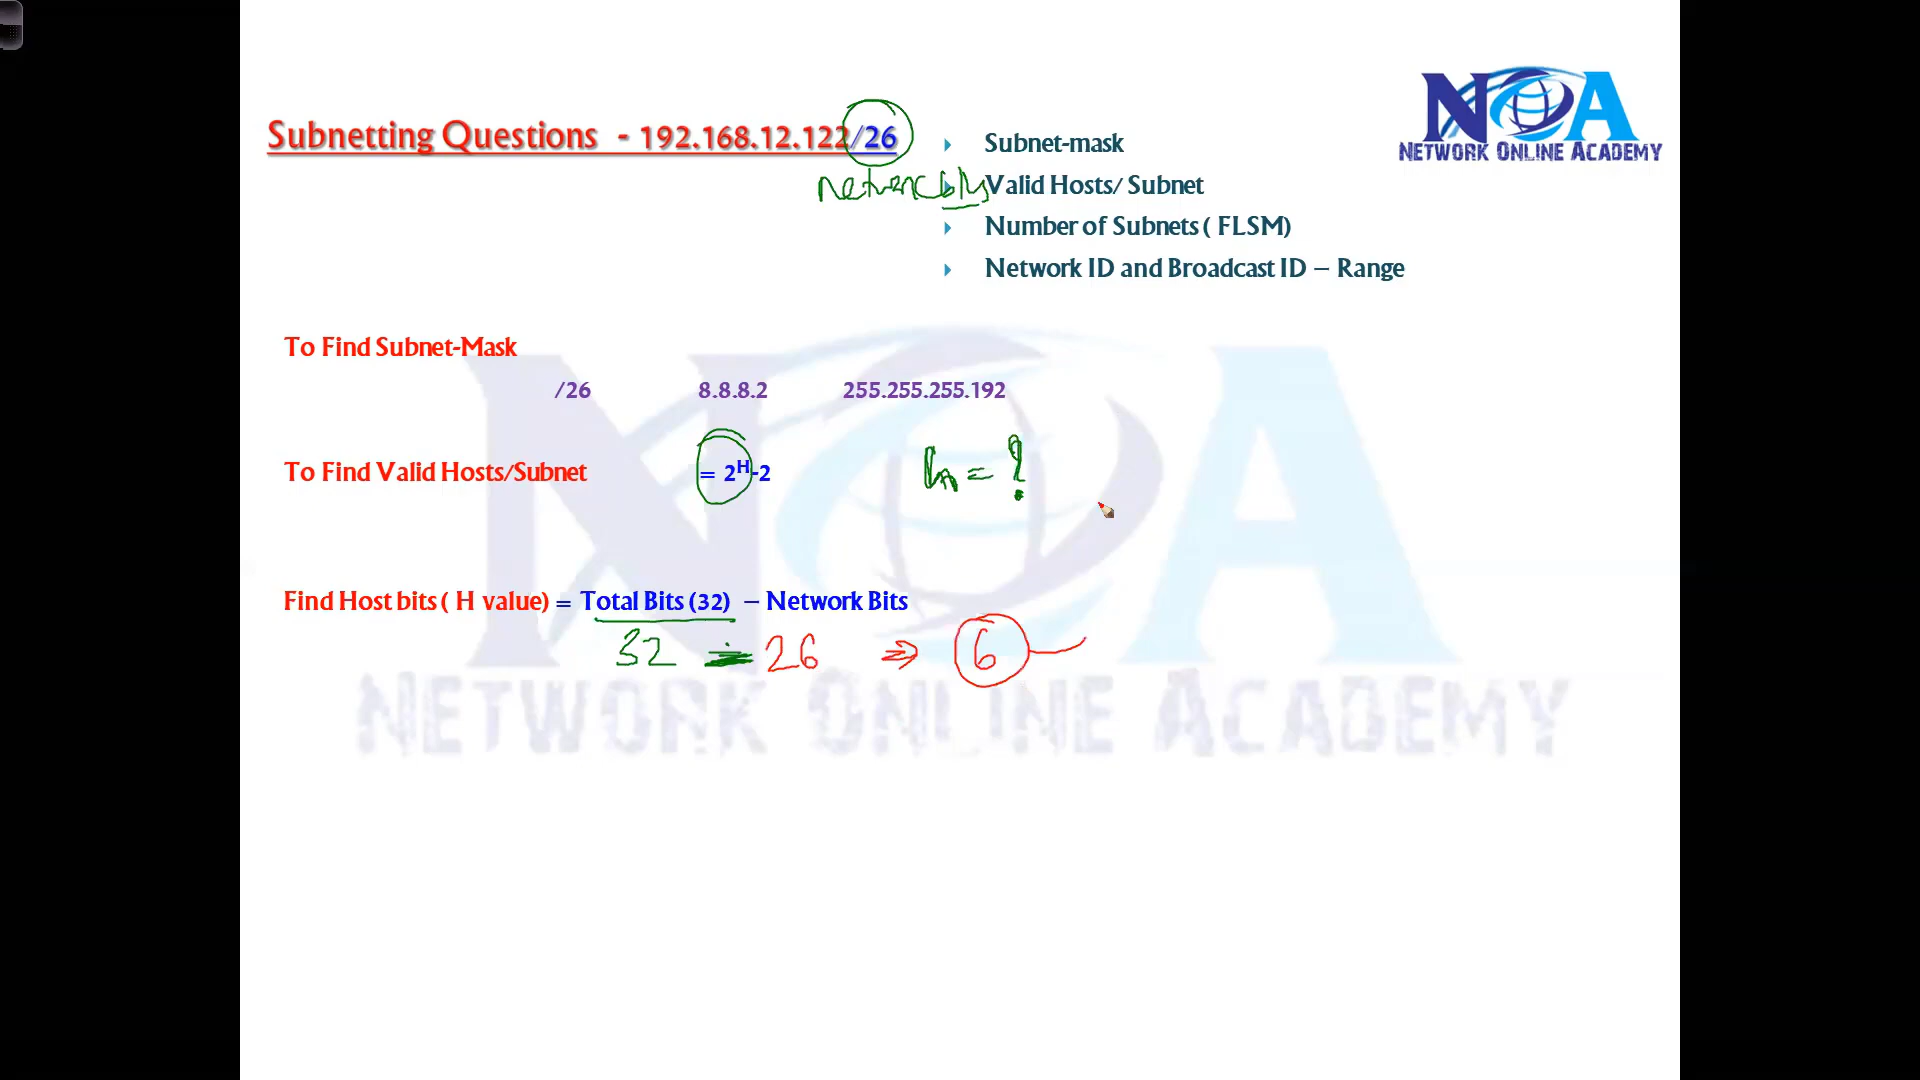 Subnetting Questions - 192.168.12.122/26
Subnet-mask
Valid Hosts/ Subnet
Number of Subnets ( FLSM)
Network ID and Broadcast ID – Range
NOA
NETWORK ONLINE ACADEMY
To Find Subnet-Mask
/26 8.8.8.2 255.255.255.192
To Find Valid Hosts/Subnet = 2^H-2 = ?
Find Host bits ( H value) = Total Bits (32) – Network Bits
32 - 26 ⇒ 6
NOA
NETWORK ONLINE ACADEMY